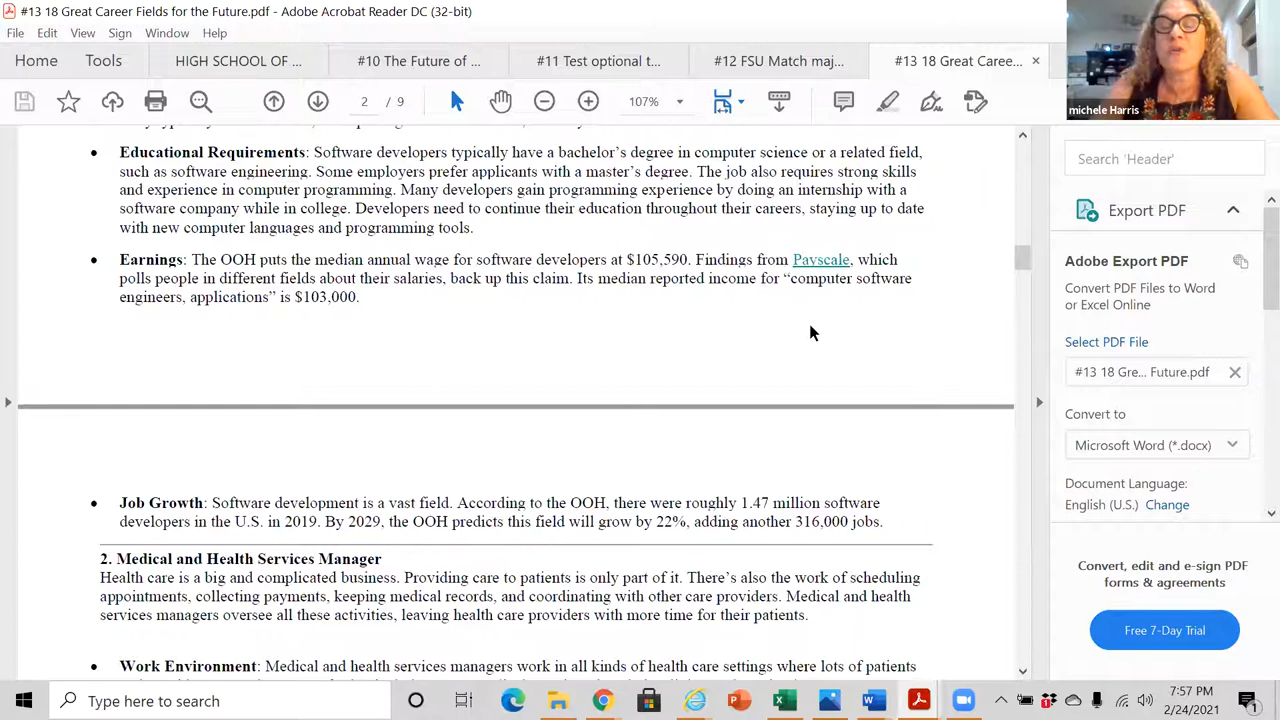 #13 18 Great Career Fields for the Future.pdf - Adobe Acrobat Reader DC (32-bit)
File Edit View Sign Window Help
Home Tools HIGH SCHOOL OF ... #10 The Future of ... #11 Test optional t... #12 FSU Match maj... #13 18 Great Caree... ×
2 / 9 107%
michele Harris
• Educational Requirements: Software developers typically have a bachelor's degree in computer science or a related field,
such as software engineering. Some employers prefer applicants with a master's degree. The job also requires strong skills
and experience in computer programming. Many developers gain programming experience by doing an internship with a
software company while in college. Developers need to continue their education throughout their careers, staying up to date
with new computer languages and programming tools.
• Earnings: The OOH puts the median annual wage for software developers at $105,590. Findings from Payscale, which
polls people in different fields about their salaries, back up this claim. Its median reported income for “computer software
engineers, applications” is $103,000.
• Job Growth: Software development is a vast field. According to the OOH, there were roughly 1.47 million software
developers in the U.S. in 2019. By 2029, the OOH predicts this field will grow by 22%, adding another 316,000 jobs.
2. Medical and Health Services Manager
Health care is a big and complicated business. Providing care to patients is only part of it. There's also the work of scheduling
appointments, collecting payments, keeping medical records, and coordinating with other care providers. Medical and health
services managers oversee all these activities, leaving health care providers with more time for their patients.
• Work Environment: Medical and health services managers work in all kinds of health care settings where lots of patients
Search 'Header'
Export PDF
Adobe Export PDF
Convert PDF Files to Word
or Excel Online
Select PDF File
#13 18 Gre... Future.pdf
Convert to
Microsoft Word (*.docx)
Document Language:
English (U.S.) Change
Convert, edit and e-sign PDF
forms & agreements
Free 7-Day Trial
Type here to search
7:57 PM
2/24/2021